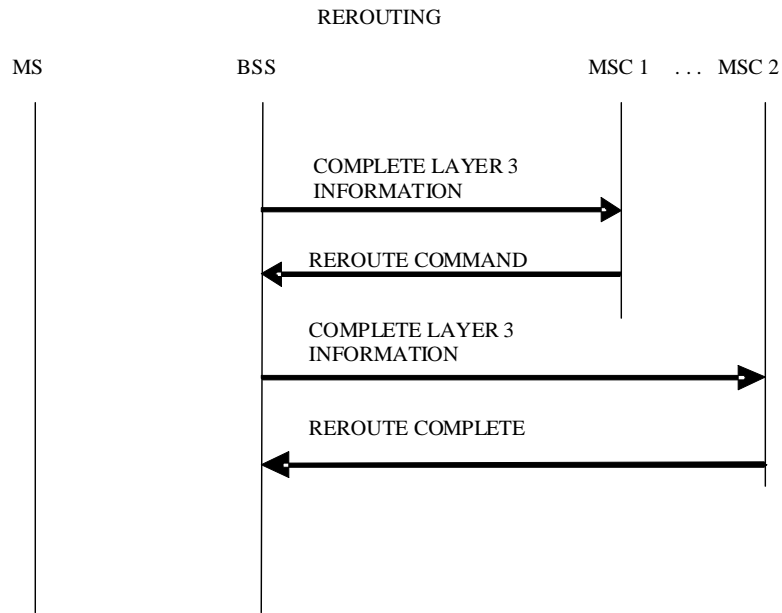 REROUTING
MS BSS MSC 1 . . . MSC 2
COMPLETE LAYER 3
INFORMATION
REROUTE COMMAND
COMPLETE LAYER 3
INFORMATION
REROUTE COMPLETE